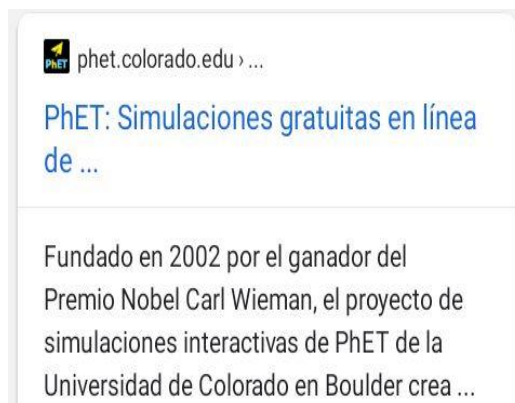 PhET
phet.colorado.edu › ...
PhET: Simulaciones gratuitas en línea
de ...
Fundado en 2002 por el ganador del
Premio Nobel Carl Wieman, el proyecto de
simulaciones interactivas de PhET de la
Universidad de Colorado en Boulder crea ...